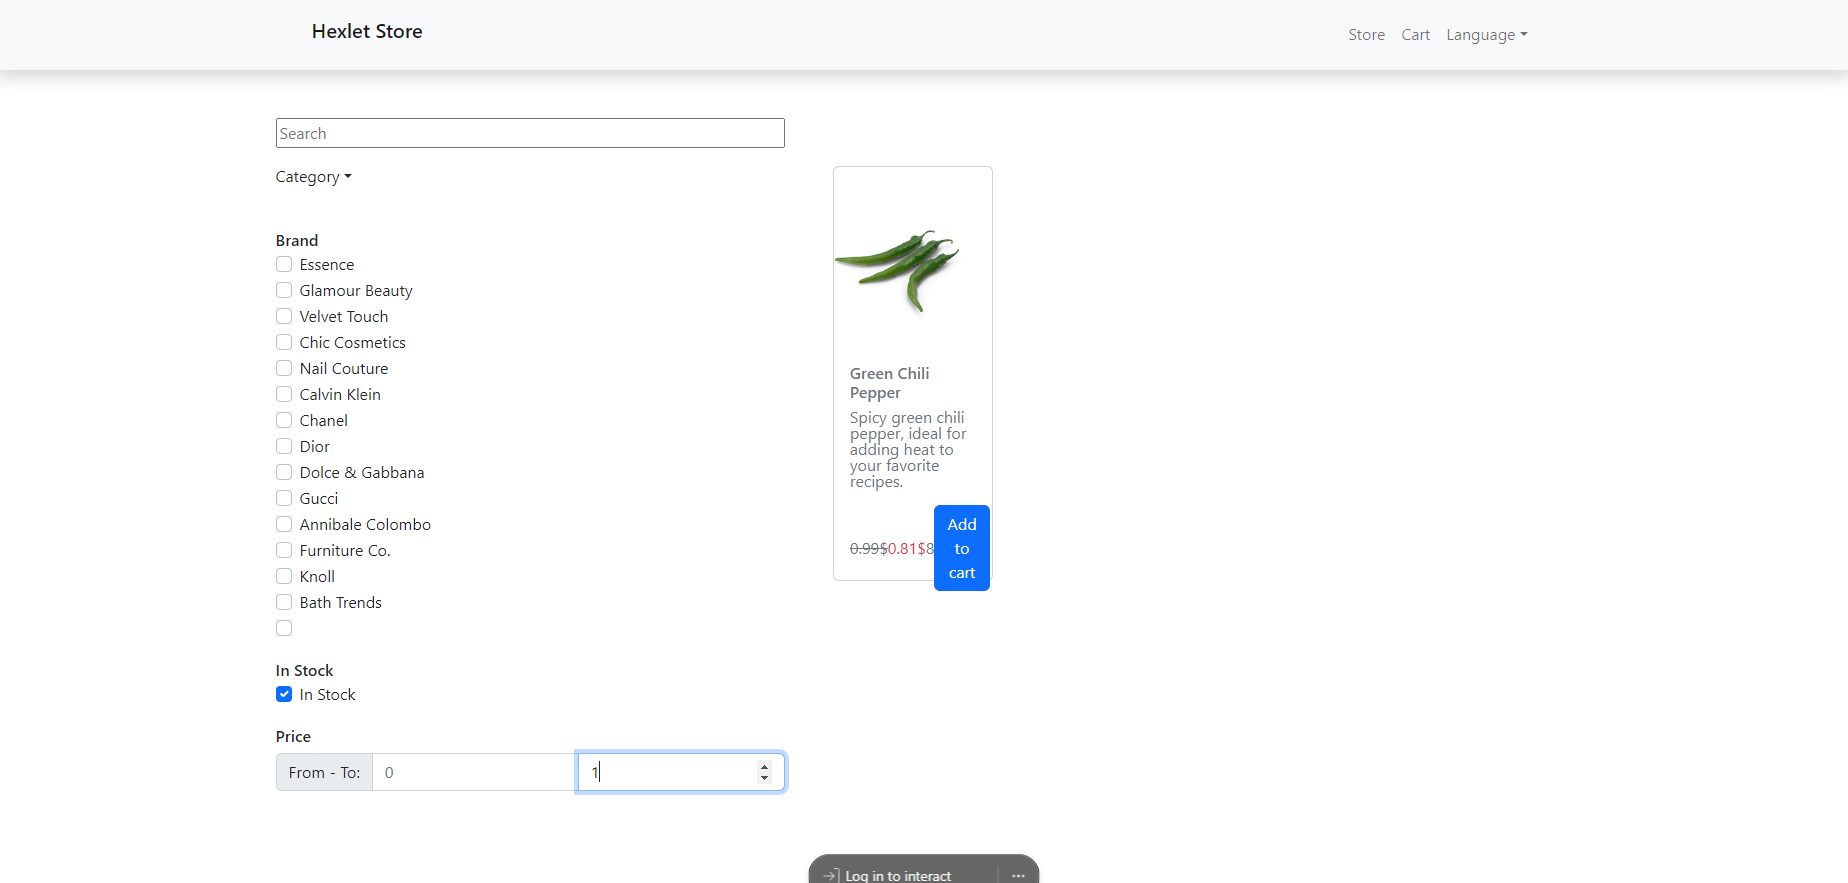 Hexlet Store
Store Cart Language
Search
Category
Brand
Essence
Glamour Beauty
Velvet Touch
Chic Cosmetics
Nail Couture
Calvin Klein
Chanel
Dior
Dolce & Gabbana
Gucci
Annibale Colombo
Furniture Co.
Knoll
Bath Trends
In Stock
In Stock
Price
From - To: 0 1
Green Chili
Pepper
Spicy green chili
pepper, ideal for
adding heat to
your favorite
recipes.
0.99$0.81$8
Add
to
cart
Log in to interact